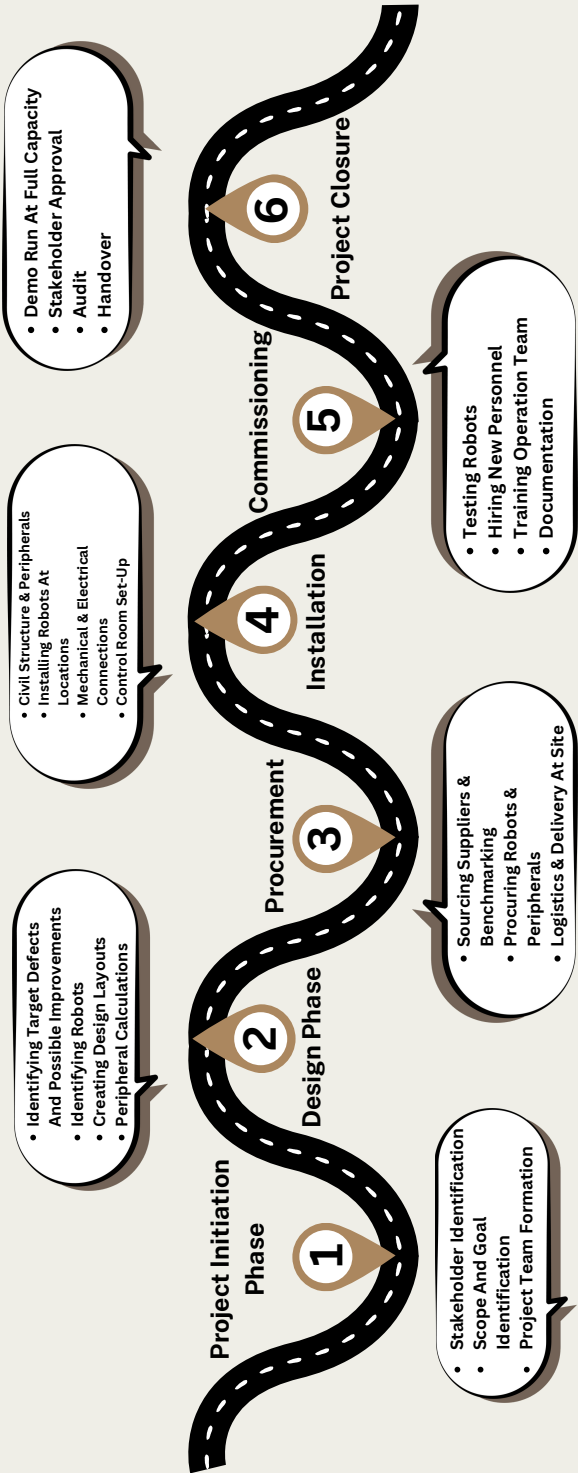 Project Initiation
Phase
1
• Stakeholder Identification
• Scope And Goal
Identification
• Project Team Formation
• Identifying Target Defects
And Possible Improvements
• Identifying Robots
• Creating Design Layouts
• Peripheral Calculations
2
Design Phase
Procurement
3
• Sourcing Suppliers &
Benchmarking
• Procuring Robots &
Peripherals
• Logistics & Delivery At Site
• Civil Structure & Peripherals
• Installing Robots At
Locations
• Mechanical & Electrical
Connections
• Control Room Set-Up
4
Installation
Commissioning
5
• Testing Robots
• Hiring New Personnel
• Training Operation Team
• Documentation
• Demo Run At Full Capacity
• Stakeholder Approval
• Audit
• Handover
6
Project Closure